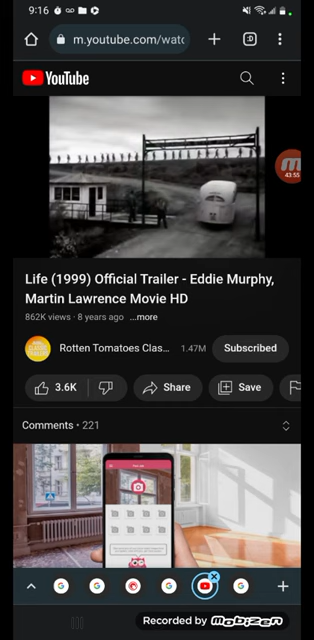 9:16
m.youtube.com/watc
:D
YouTube
43:55
Life (1999) Official Trailer - Eddie Murphy,
Martin Lawrence Movie HD
862K views · 8 years ago ...more
Rotten Tomatoes Clas... 1.47M Subscribed
3.6K Share Save
Comments • 221
Recorded by Mobizen